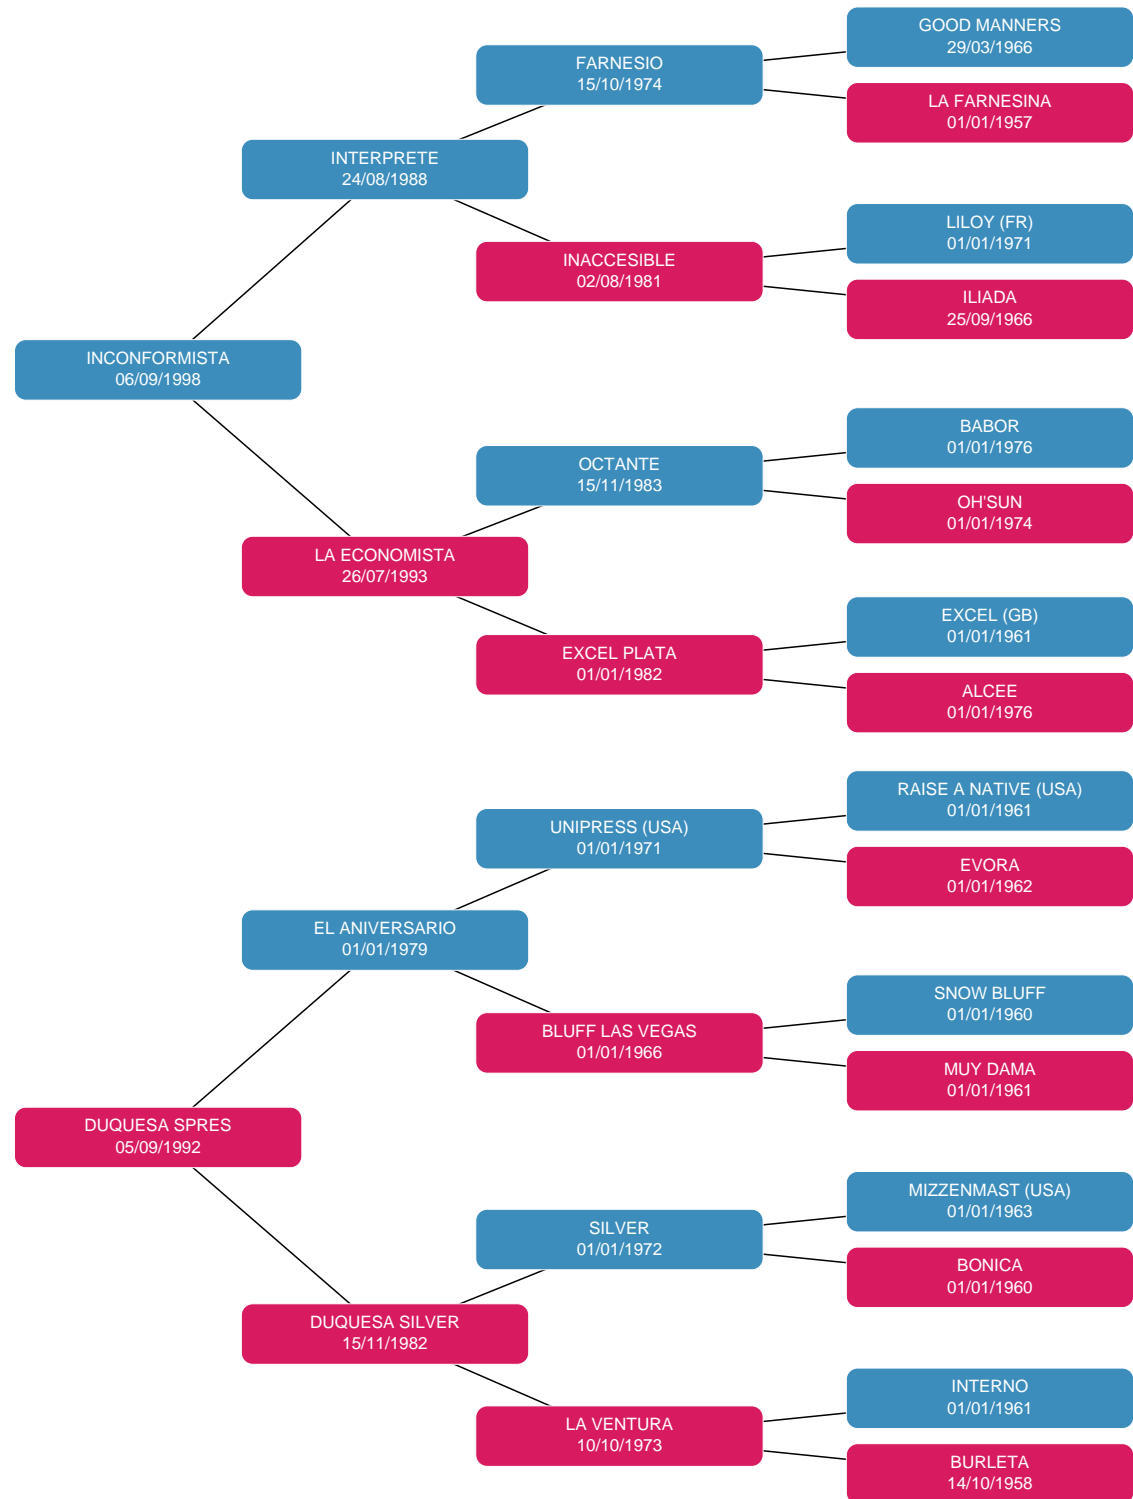 GOOD MANNERS
29/03/1966
FARNESIO
15/10/1974
LA FARNESINA
01/01/1957
INTERPRETE
24/08/1988
LILOY (FR)
01/01/1971
INACCESIBLE
02/08/1981
ILIADA
25/09/1966
INCONFORMISTA
06/09/1998
BABOR
01/01/1976
OCTANTE
15/11/1983
OH'SUN
01/01/1974
LA ECONOMISTA
26/07/1993
EXCEL (GB)
01/01/1961
EXCEL PLATA
01/01/1982
ALCEE
01/01/1976
RAISE A NATIVE (USA)
01/01/1961
UNIPRESS (USA)
01/01/1971
EVORA
01/01/1962
EL ANIVERSARIO
01/01/1979
SNOW BLUFF
01/01/1960
BLUFF LAS VEGAS
01/01/1966
MUY DAMA
01/01/1961
DUQUESA SPRES
05/09/1992
MIZZENMAST (USA)
01/01/1963
SILVER
01/01/1972
BONICA
01/01/1960
DUQUESA SILVER
15/11/1982
INTERNO
01/01/1961
LA VENTURA
10/10/1973
BURLETA
14/10/1958